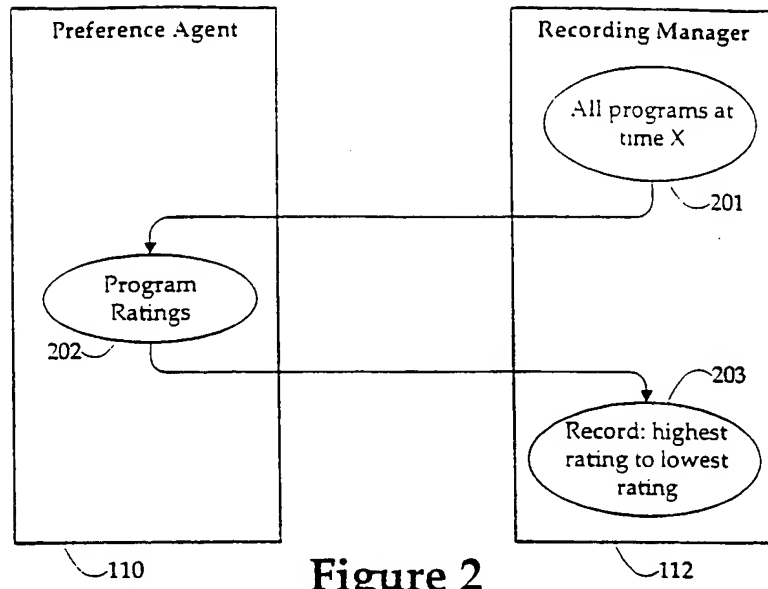 Preference Agent
Recording Manager
All programs at
time X
201
Program
Ratings
202
203
Record: highest
rating to lowest
rating
110
112
Figure 2